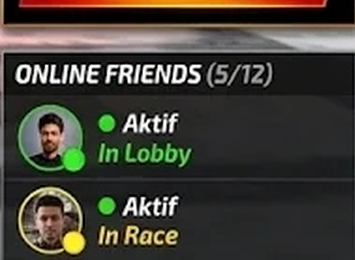 ONLINE FRIENDS (5/12)
Aktif
In Lobby
Aktif
In Race